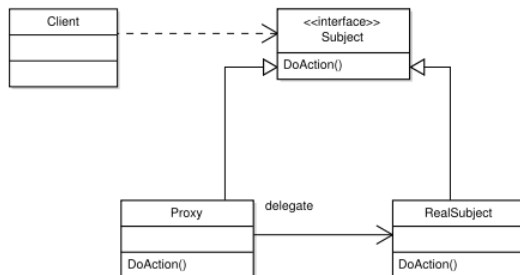 Client
<<interface>>
Subject
DoAction()
delegate
Proxy
RealSubject
DoAction()
DoAction()